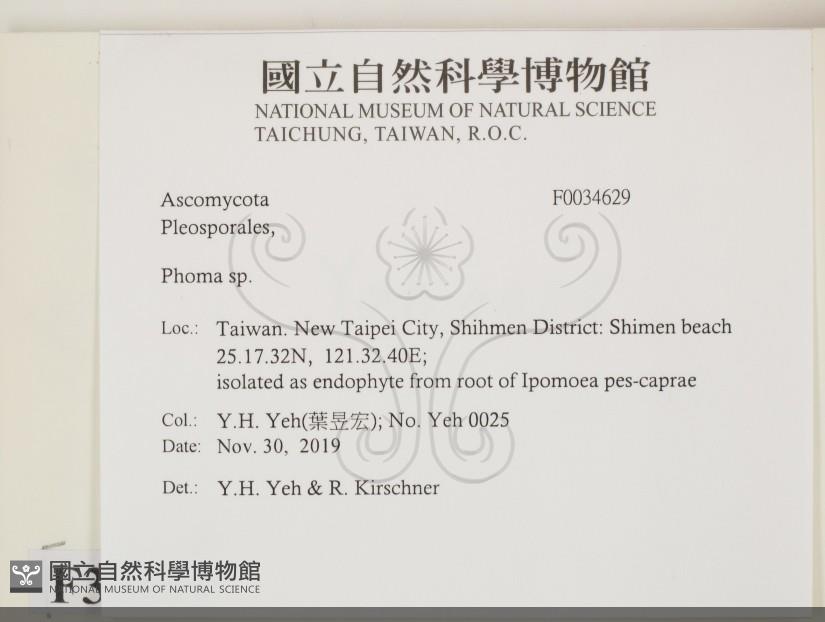 國立自然科學博物館
NATIONAL MUSEUM OF NATURAL SCIENCE
TAICHUNG, TAIWAN, R.O.C.
Ascomycota F0034629
Pleosporales,
Phoma sp.
Loc.: Taiwan. New Taipei City, Shihmen District: Shimen beach
25.17.32N, 121.32.40E;
isolated as endophyte from root of Ipomoea pes-caprae
Col.: Y.H. Yeh(葉昱宏); No. Yeh 0025
Date: Nov. 30, 2019
Det.: Y.H. Yeh & R. Kirschner
國立自然科學博物館
NATIONAL MUSEUM OF NATURAL SCIENCE
F3